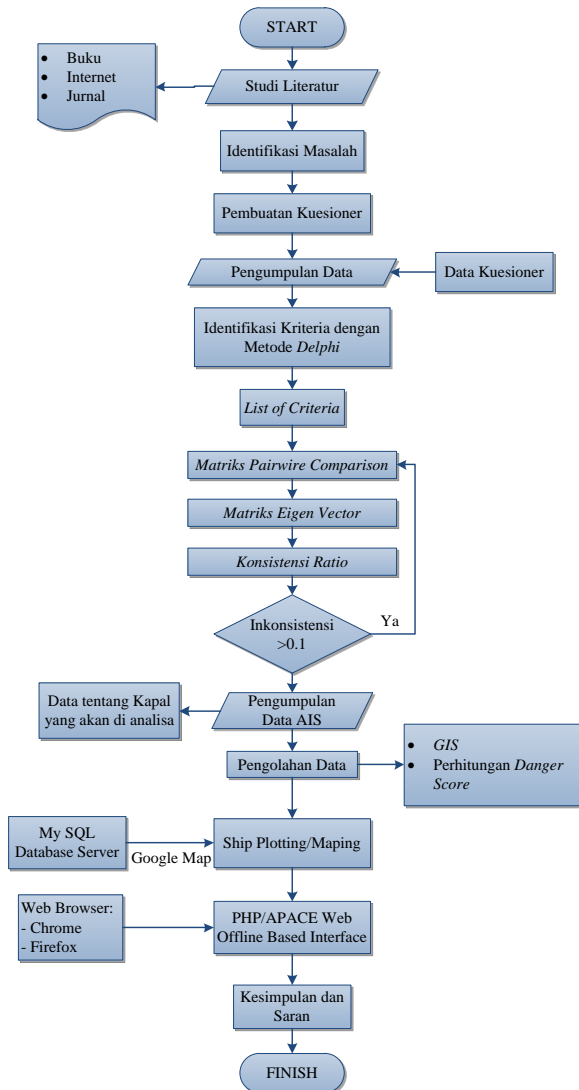 START
• Buku
• Internet
• Jurnal
Studi Literatur
Identifikasi Masalah
Pembuatan Kuesioner
Pengumpulan Data
Data Kuesioner
Identifikasi Kriteria dengan
Metode Delphi
List of Criteria
Matriks Pairwire Comparison
Matriks Eigen Vector
Konsistensi Ratio
Inkonsistensi
>0.1
Ya
Data tentang Kapal
yang akan di analisa
Pengumpulan
Data AIS
Pengolahan Data
• GIS
• Perhitungan Danger
Score
My SQL
Database Server
Google Map
Ship Plotting/Maping
Web Browser:
- Chrome
- Firefox
PHP/APACE Web
Offline Based Interface
Kesimpulan dan
Saran
FINISH